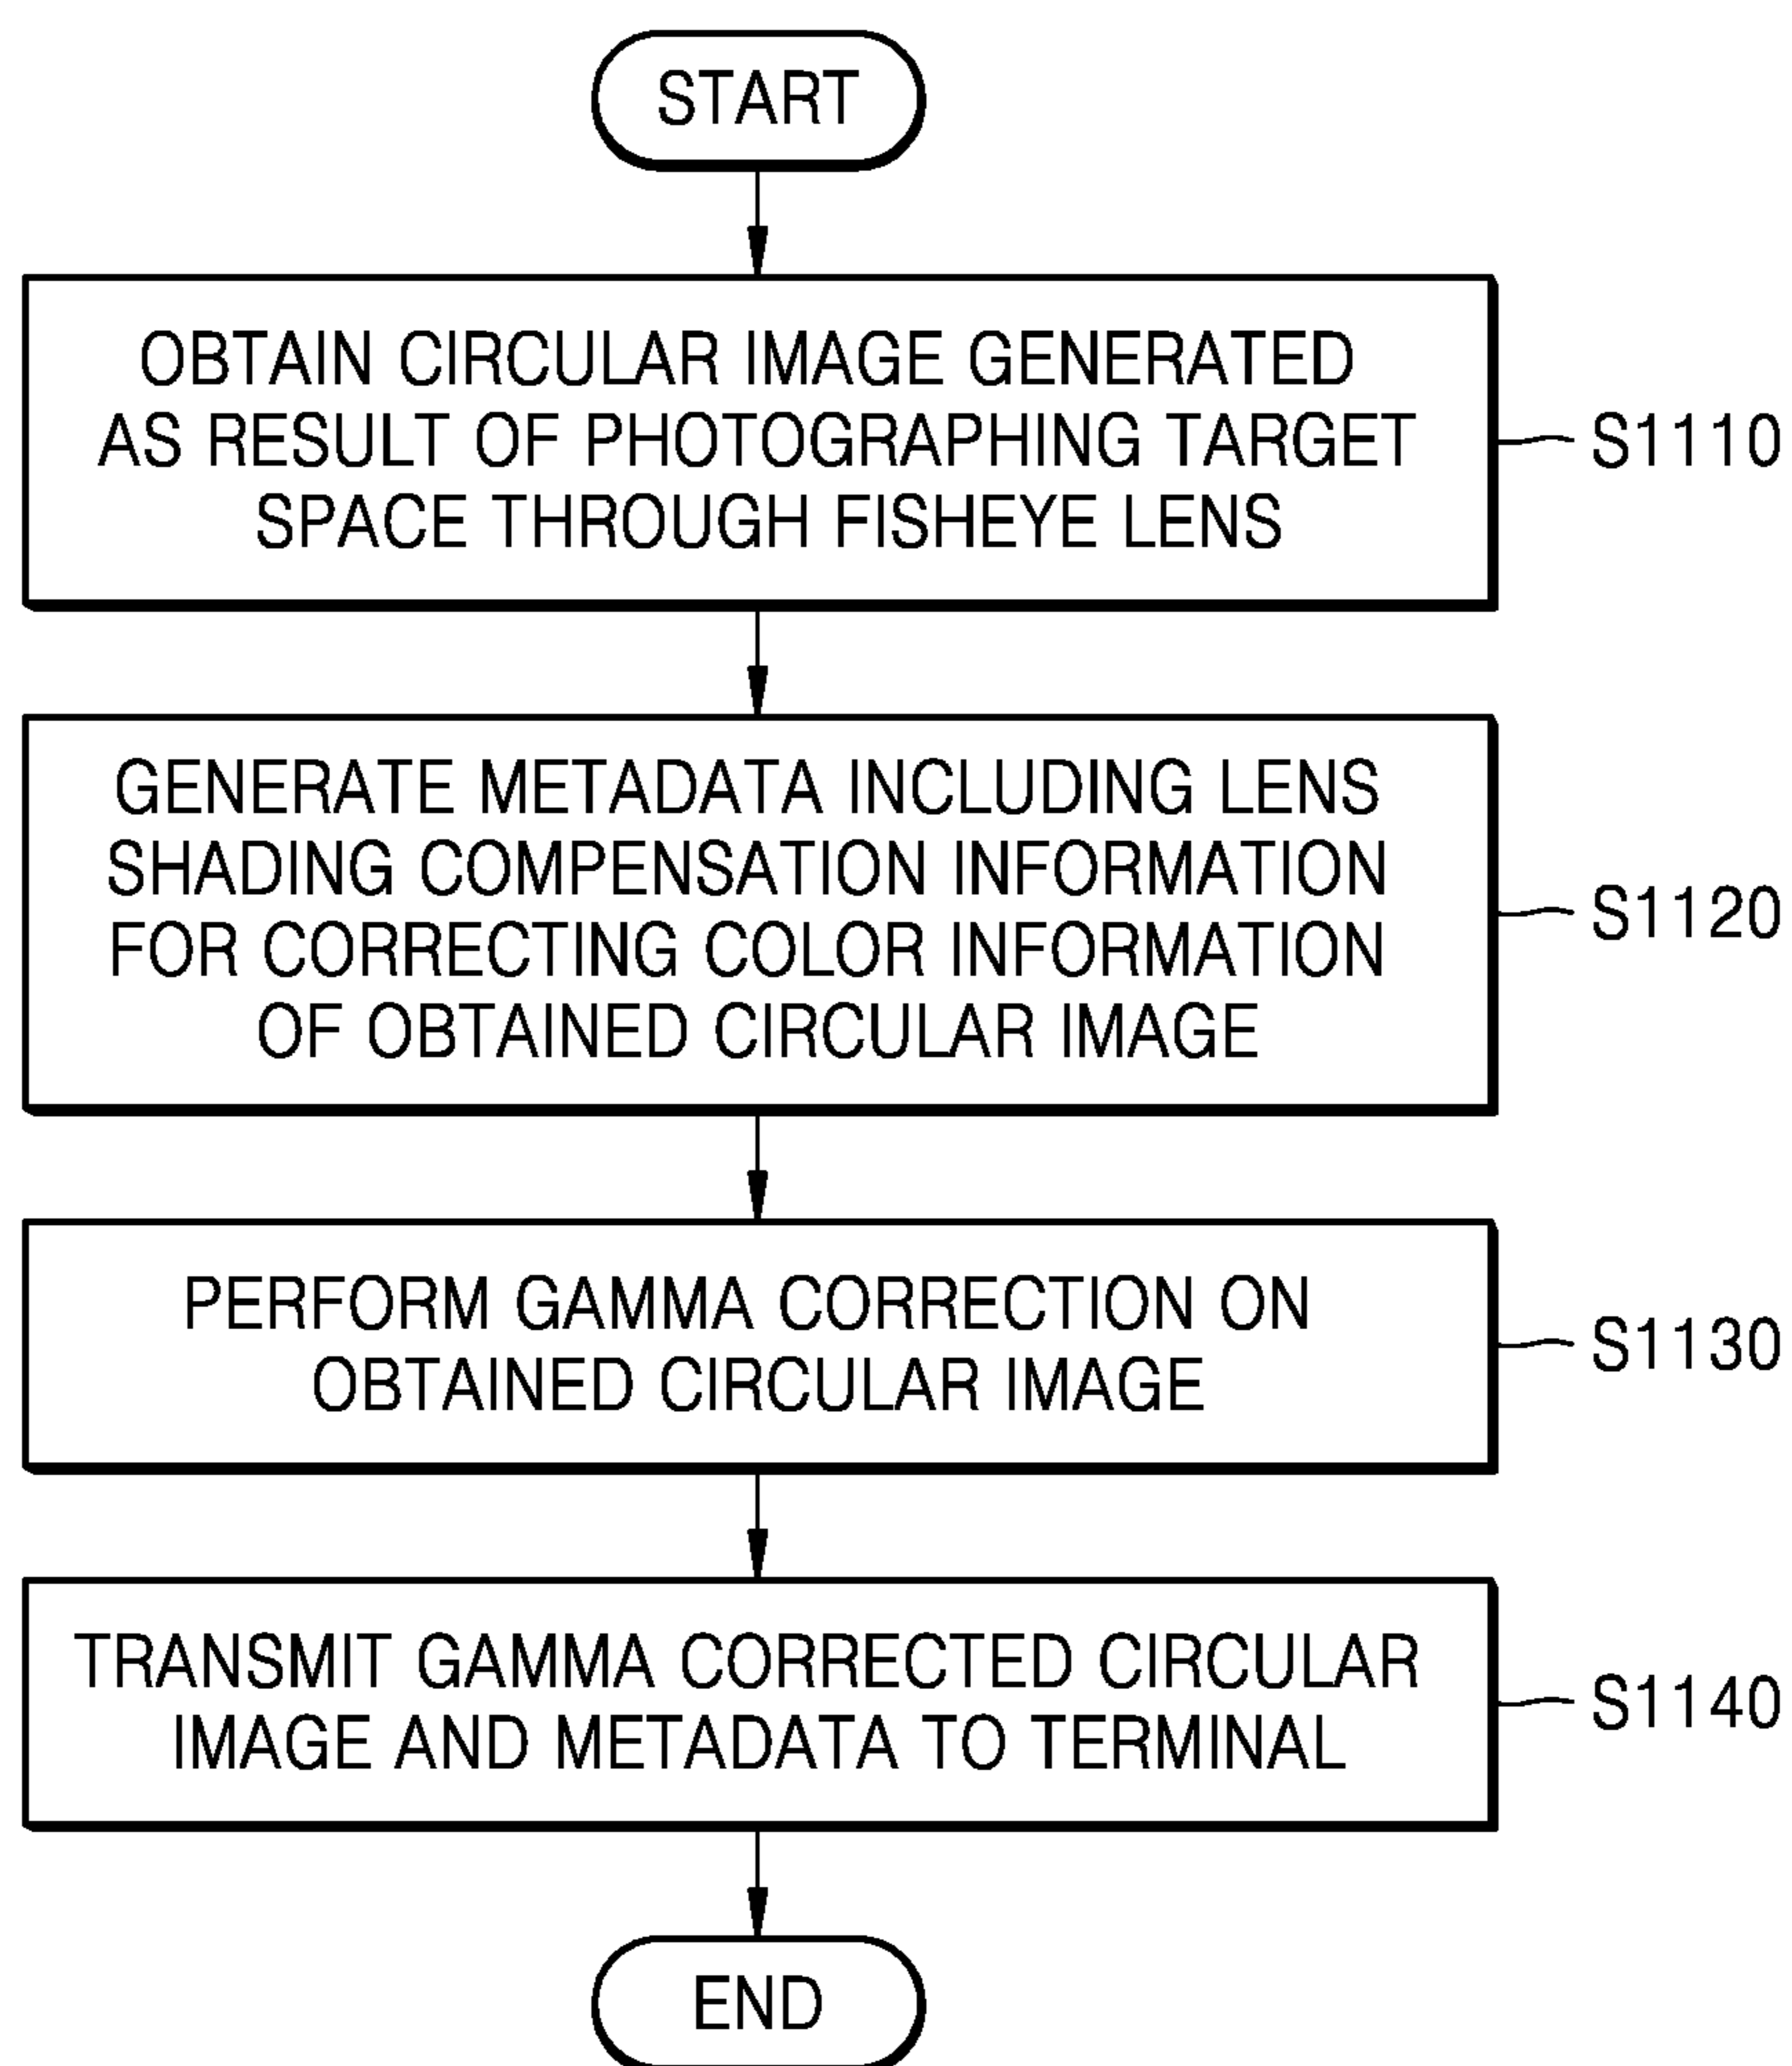 START
OBTAIN CIRCULAR IMAGE GENERATED
AS RESULT OF PHOTOGRAPHING TARGET
SPACE THROUGH FISHEYE LENS
S1110
GENERATE METADATA INCLUDING LENS
SHADING COMPENSATION INFORMATION
FOR CORRECTING COLOR INFORMATION
OF OBTAINED CIRCULAR IMAGE
S1120
PERFORM GAMMA CORRECTION ON
OBTAINED CIRCULAR IMAGE
S1130
TRANSMIT GAMMA CORRECTED CIRCULAR
IMAGE AND METADATA TO TERMINAL
S1140
END